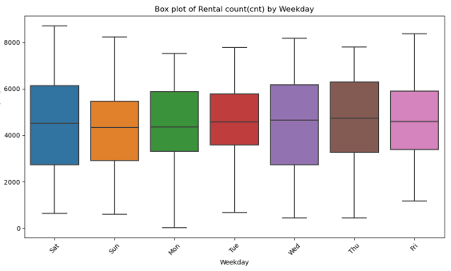 Box plot of Rental count(cnt) by Weekday
8000
6000
4000
2000
0
Sat
Sun
Mon
Tue
Wed
Thu
Fri
Weekday